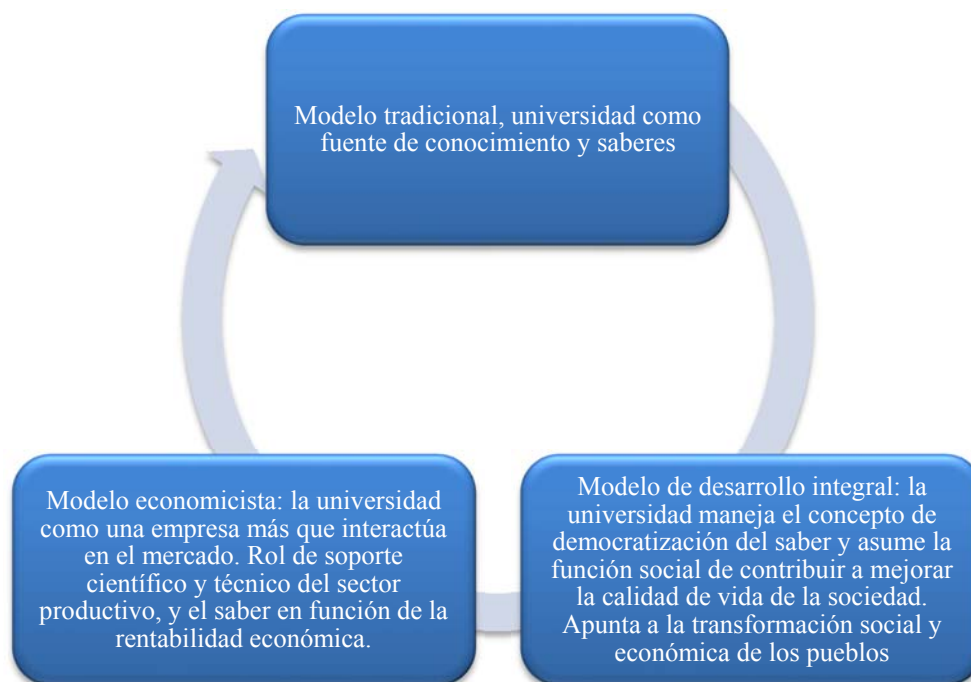 Modelo tradicional, universidad como
fuente de conocimiento y saberes
Modelo economicista: la universidad
como una empresa más que interactúa
en el mercado. Rol de soporte
científico y técnico del sector
productivo, y el saber en función de la
rentabilidad económica.
Modelo de desarrollo integral: la
universidad maneja el concepto de
democratización del saber y asume la
función social de contribuir a mejorar
la calidad de vida de la sociedad.
Apunta a la transformación social y
económica de los pueblos